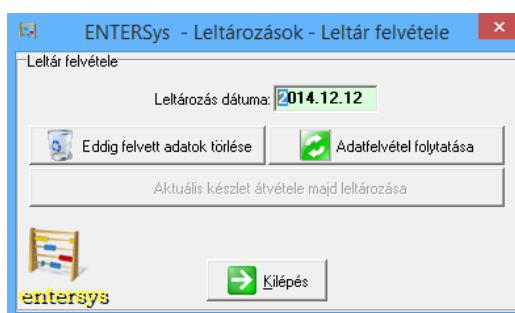 ENTERSys - Leltározások - Leltár felvétele
Leltár felvétele
Leltározás dátuma: 2014.12.12
Eddig felvett adatok törlése
Adatfelvétel folytatása
Aktuális készlet átvétele majd leltározása
entersys
Kilépés